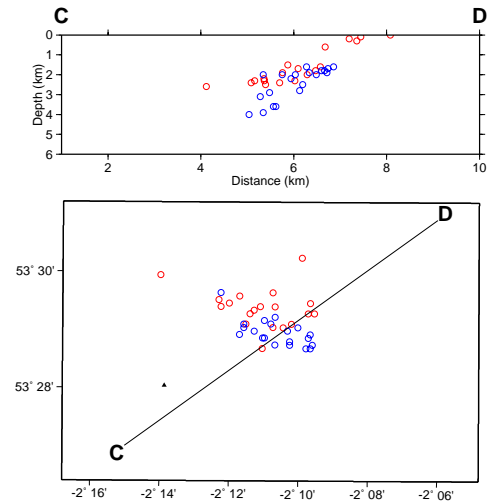 C D
0
1
2
3
4
5
6
Depth (km)
2 4 6 8 10
Distance (km)
D
53˚ 30'
53˚ 28'
C
-2˚ 16' -2˚ 14' -2˚ 12' -2˚ 10' -2˚ 08' -2˚ 06'